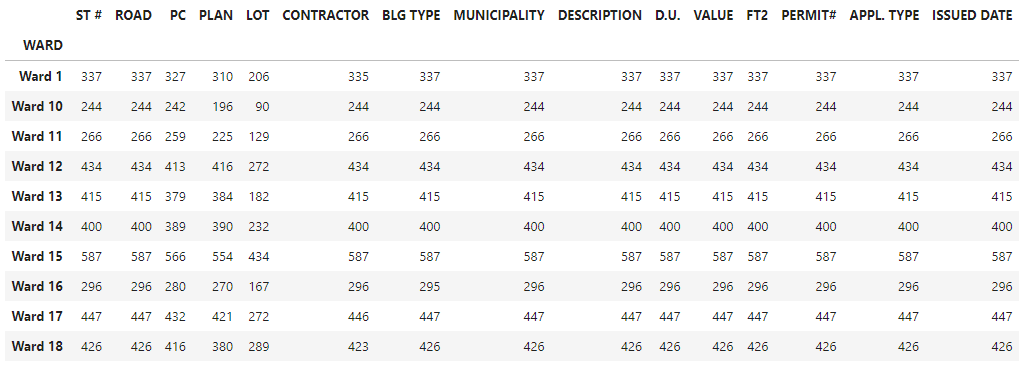 ST # ROAD PC PLAN LOT CONTRACTOR BLG TYPE MUNICIPALITY DESCRIPTION D.U. VALUE FT2 PERMIT# APPL. TYPE ISSUED DATE
WARD
Ward 1 337 337 327 310 206 335 337 337 337 337 337 337 337 337 337
Ward 10 244 244 242 196 90 244 244 244 244 244 244 244 244 244 244
Ward 11 266 266 259 225 129 266 266 266 266 266 266 266 266 266 266
Ward 12 434 434 413 416 272 434 434 434 434 434 434 434 434 434 434
Ward 13 415 415 379 384 182 415 415 415 415 415 415 415 415 415 415
Ward 14 400 400 389 390 232 400 400 400 400 400 400 400 400 400 400
Ward 15 587 587 566 554 434 587 587 587 587 587 587 587 587 587 587
Ward 16 296 296 280 270 167 296 295 296 296 296 296 296 296 296 296
Ward 17 447 447 432 421 272 446 447 447 447 447 447 447 447 447 447
Ward 18 426 426 416 380 289 423 426 426 426 426 426 426 426 426 426